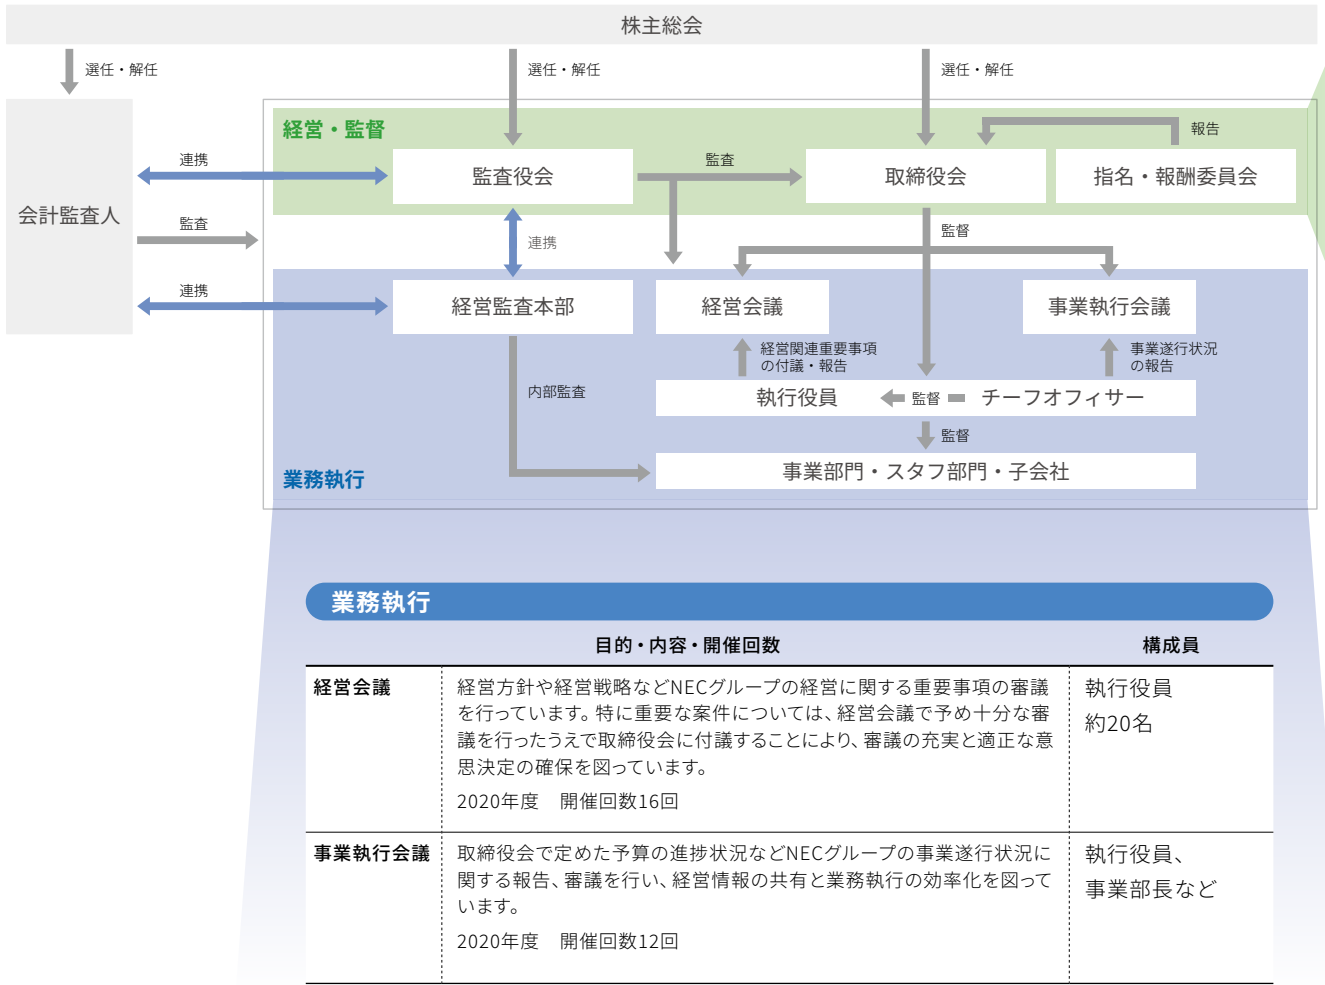 株主総会
選任・解任
選任・解任
選任・解任
経営・監督
報告
連携
監査役会
監査
取締役会
指名・報酬委員会
会計監査人
監査
連携
監督
連携
経営監査本部
経営会議
事業執行会議
経営関連重要事項
の付議・報告
事業遂行状況
の報告
内部監査
執行役員
監督
チーフオフィサー
監督
業務執行
事業部門・スタフ部門・子会社
業務執行
目的・内容・開催回数
構成員
経営会議
経営方針や経営戦略などNECグループの経営に関する重要事項の審議
を行っています。特に重要な案件については、経営会議で予め十分な審
議を行ったうえで取締役会に付議することにより、審議の充実と適正な意
思決定の確保を図っています。
2020年度　開催回数16回
執行役員
約20名
事業執行会議
取締役会で定めた予算の進捗状況などNECグループの事業遂行状況に
関する報告、審議を行い、経営情報の共有と業務執行の効率化を図って
います。
2020年度　開催回数12回
執行役員、
事業部長など